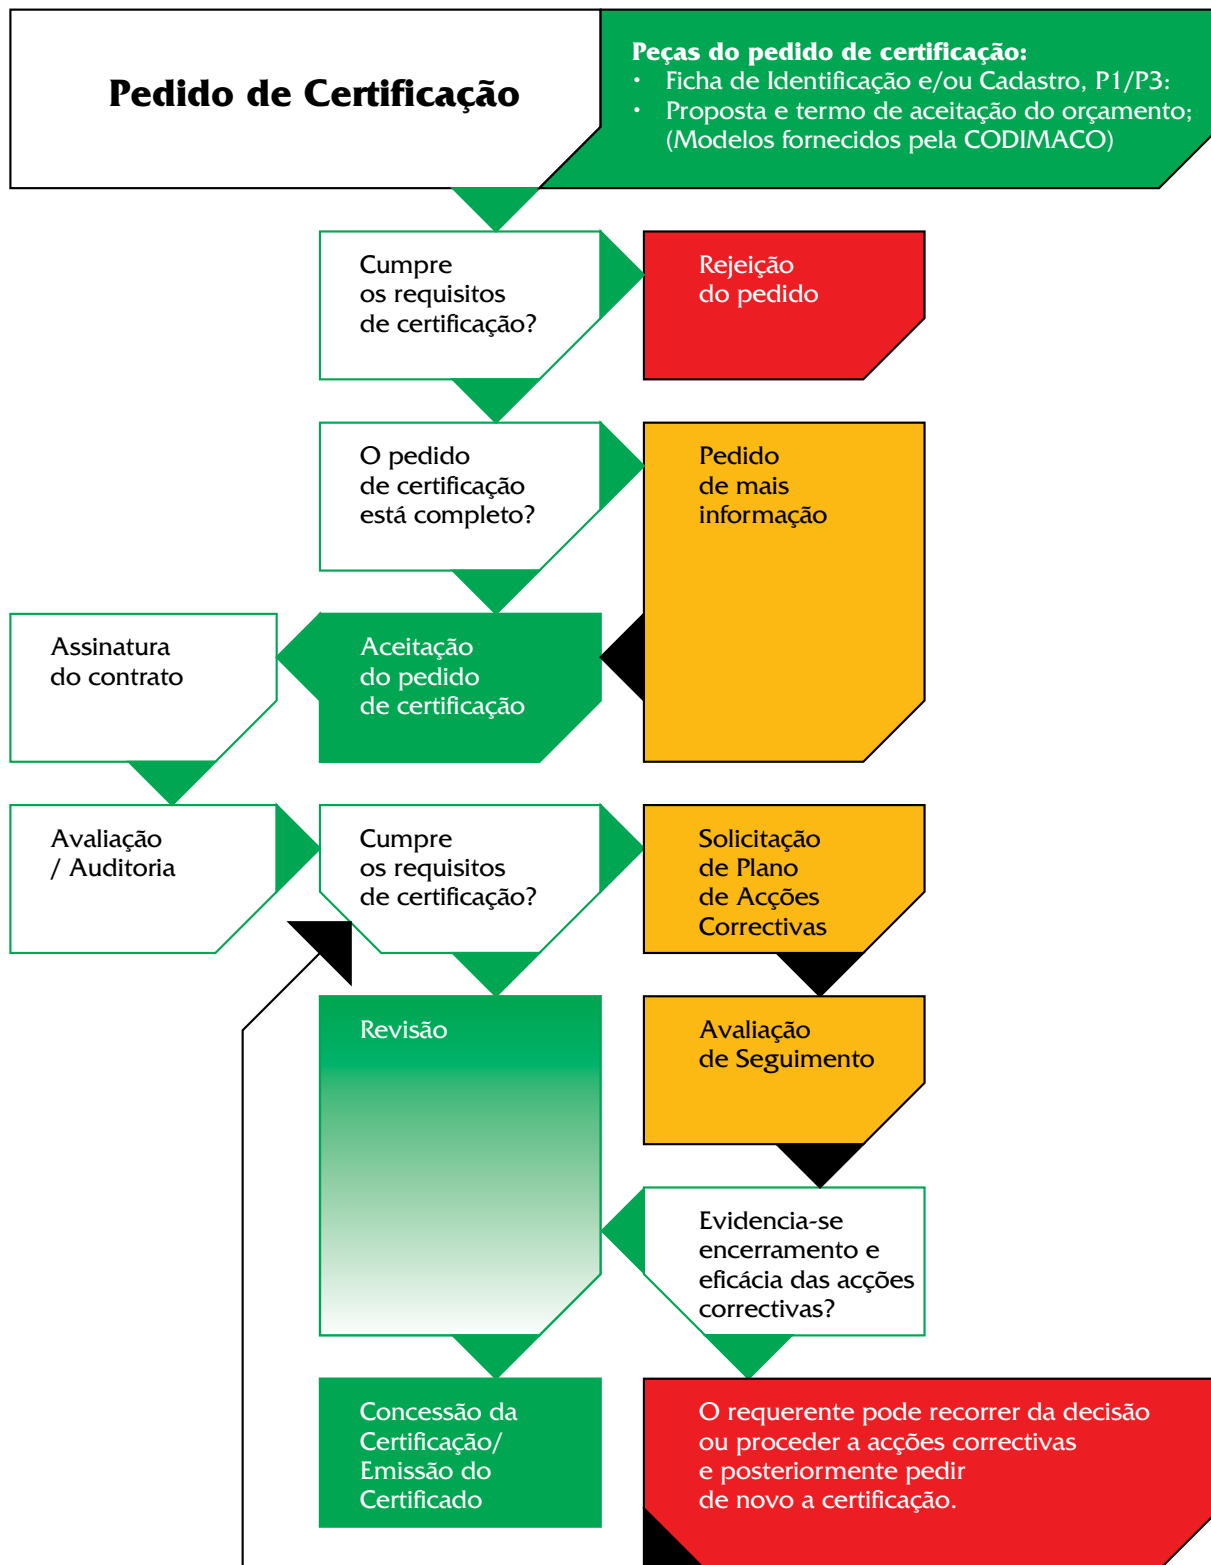 Pedido de Certificação
Peças do pedido de certificação:
• Ficha de Identificação e/ou Cadastro, P1/P3:
• Proposta e termo de aceitação do orçamento;
(Modelos fornecidos pela CODIMACO)
Cumpre
os requisitos
de certificação?
Rejeição
do pedido
O pedido
de certificação
está completo?
Pedido
de mais
informação
Assinatura
do contrato
Aceitação
do pedido
de certificação
Avaliação
/ Auditoria
Cumpre
os requisitos
de certificação?
Solicitação
de Plano
de Acções
Correctivas
Revisão
Avaliação
de Seguimento
Evidencia-se
encerramento e
eficácia das acções
correctivas?
Concessão da
Certificação/
Emissão do
Certificado
O requerente pode recorrer da decisão
ou proceder a acções correctivas
e posteriormente pedir
de novo a certificação.